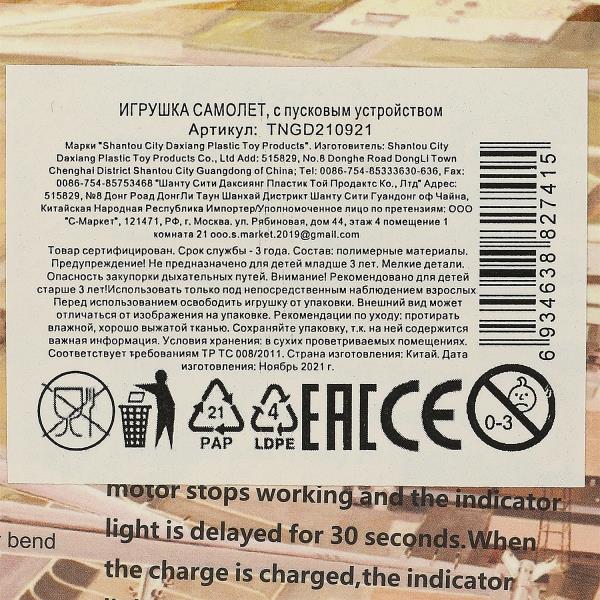 ИГРУШКА САМОЛЕТ, с пусковым устройством
Артикул: TNGD210921
Марки "Shantou City Daxiang Plastic Toy Products". Изготовитель: Shantou City
Daxiang Plastic Toy Products Co., Ltd Add: 515829, No.8 Donghe Road DongLi Town
Chenghai District Shantou City Guangdong of China; Tel: 0086-754-85333630-636, Fax:
0086-754-85753468 "Шанту Сити Даксиянг Пластик Той Продактс Ко., Лтд" Адрес:
515829, №8 Донг Роад ДонгЛи Таун Шанхай Дистрикт Шанту Сити Гуандонг оф Чайна,
Китайская Народная Республика Импортер/Уполномоченное лицо по претензиям: ООО
"С-Маркет", 121471, РФ, г. Москва. ул. Рябиновая, дом 44, этаж 4 помещение 1
комната 21 ooo.s.market.2019@gmail.com
Товар сертифицирован. Срок службы - 3 года. Состав: полимерные материалы.
Предупреждение! Не предназначено для детей младше 3 лет. Мелкие детали.
Опасность закупорки дыхательных путей. Внимание! Рекомендовано для детей
старше 3 лет!Использовать только под непосредственным наблюдением взрослых
Перед использованием освободить игрушку от упаковки. Внешний вид может
отличаться от изображения на упаковке. Рекомендации по уходу: протирать
влажной, хорошо выжатой тканью. Сохраняйте упаковку, т.к. на ней содержится
важная информация. Условия хранения: в сухих проветриваемых помещениях.
Соответствует требованиям ТР ТС 008/2011. Страна изготовления: Китай. Дата
изготовления: Ноябрь 2021 г.
6 934638 827415
21
PAP
4
LDPE
EAC
CE
0-3
motor stops working and the indicator
light is delayed for 30 seconds.When
bend
the charge is charged,the indicator